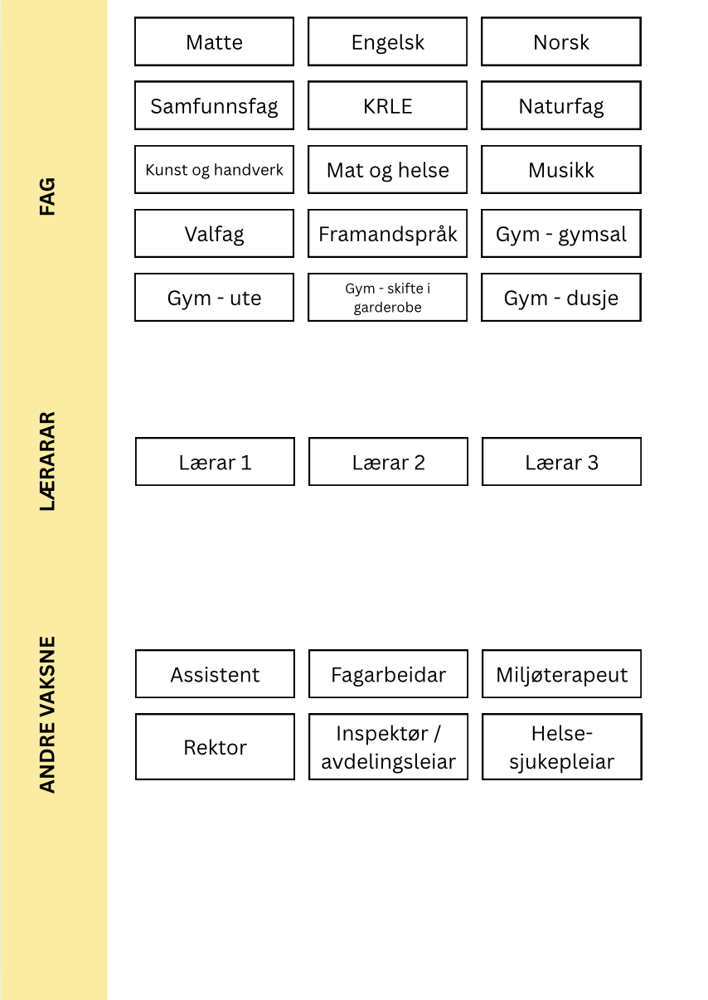 FAG
Matte
Engelsk
Norsk
Samfunnsfag
KRLE
Naturfag
Kunst og handverk
Mat og helse
Musikk
Valfag
Framandspråk
Gym - gymsal
Gym - ute
Gym - skifte i
garderobe
Gym - dusje
LÆRARAR
Lærar 1
Lærar 2
Lærar 3
ANDRE VAKSNE
Assistent
Fagarbeidar
Miljøterapeut
Rektor
Inspektør /
avdelingsleiar
Helse-
sjukepleiar